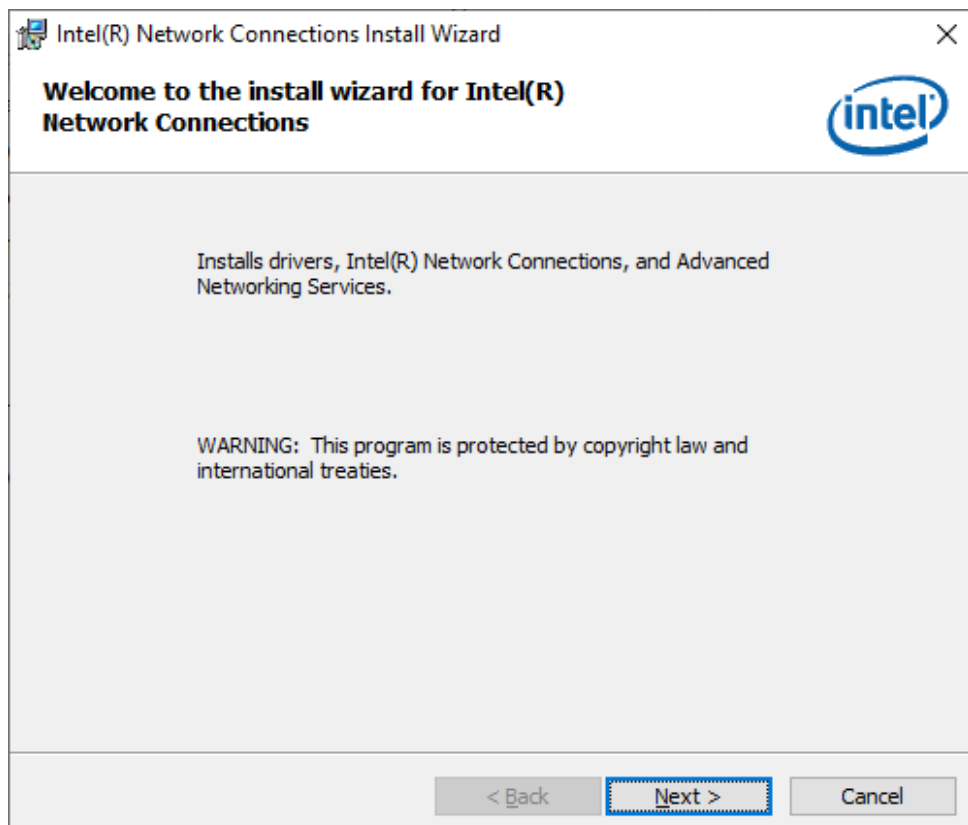 Intel(R) Network Connections Install Wizard
Welcome to the install wizard for Intel(R)
Network Connections
intel
Installs drivers, Intel(R) Network Connections, and Advanced
Networking Services.
WARNING:  This program is protected by copyright law and
international treaties.
< Back
Next >
Cancel